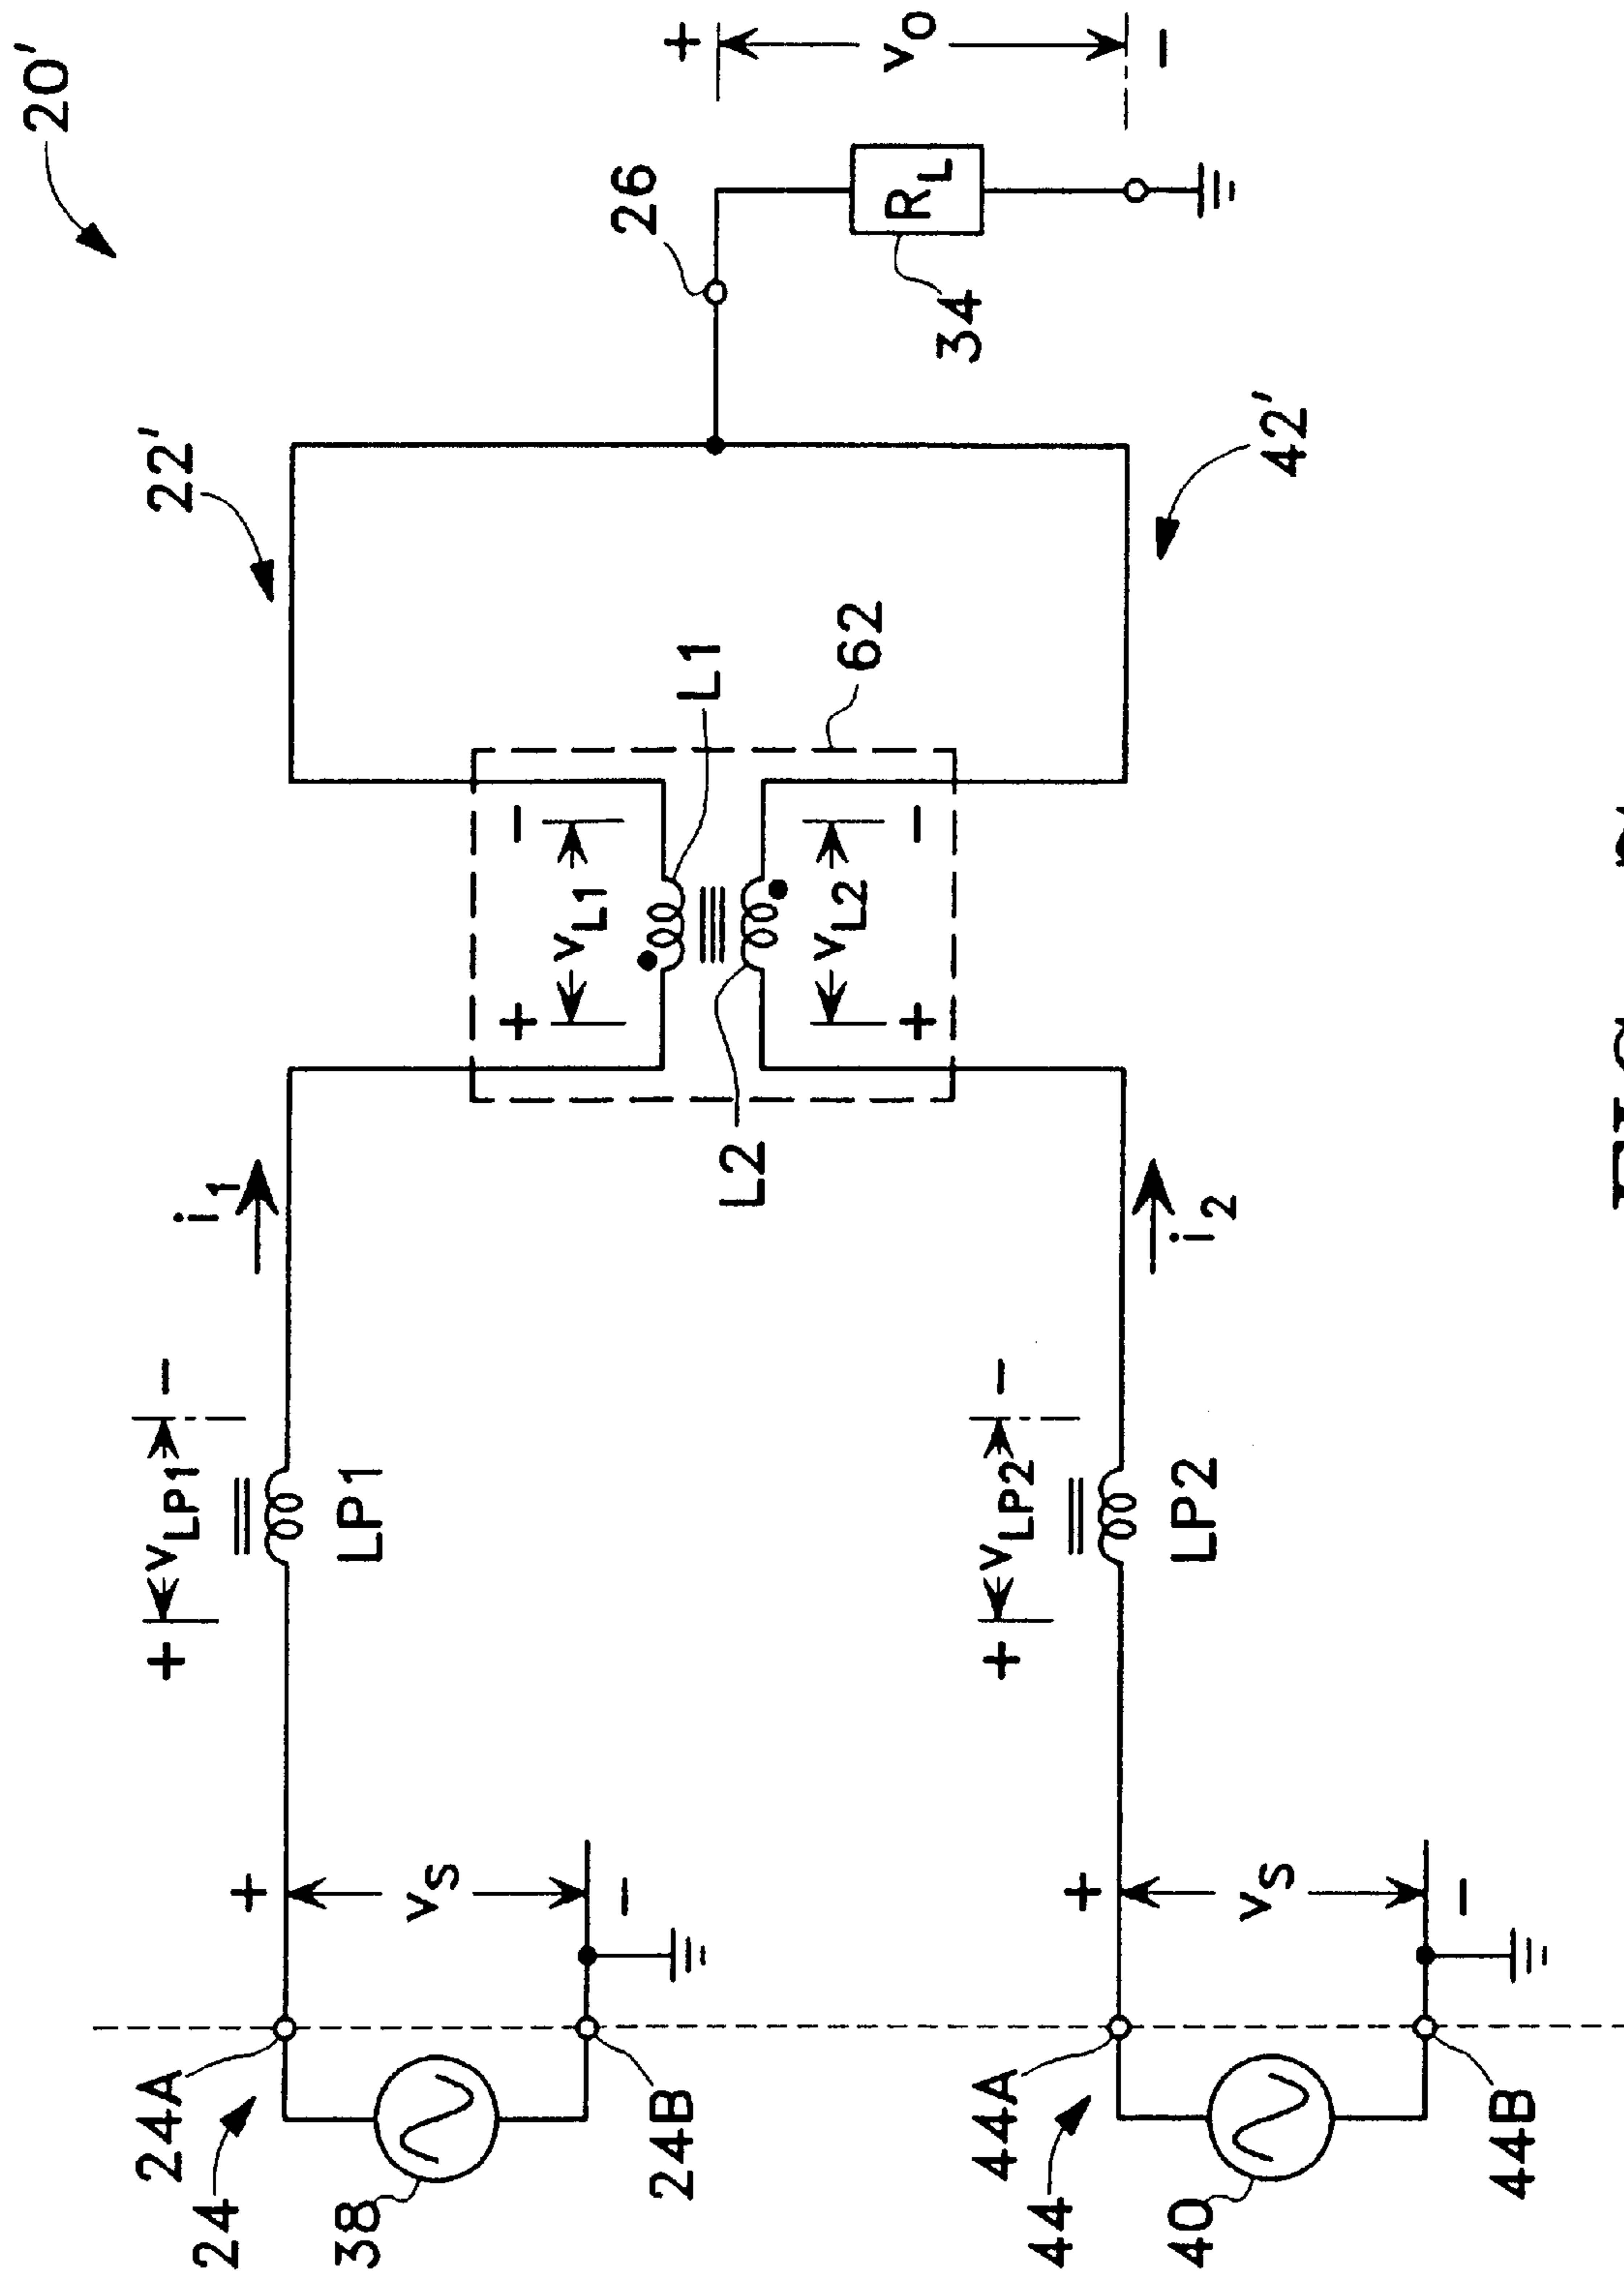 20'
22'
24A
24
38
24B
+
vS
−
+
vLP1
−
LP1
i1
+
vL1
−
L1
L2
62
+
vL2
−
26
RL
34
+
vO
−
44A
44
40
44B
+
vS
−
+
vLP2
−
LP2
i2
42'